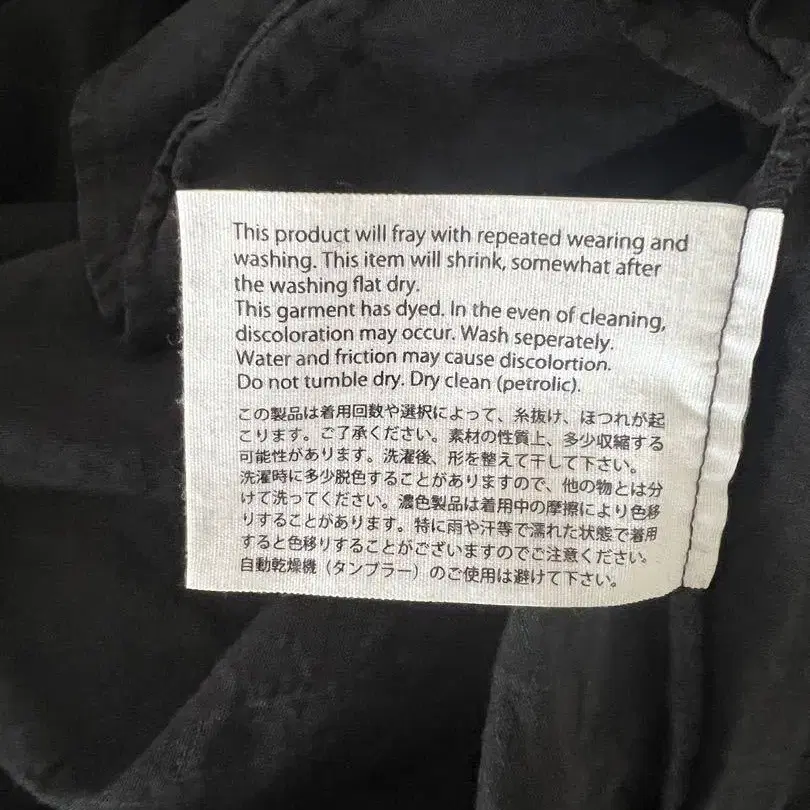 This product will fray with repeated wearing and
washing. This item will shrink, somewhat after
the washing flat dry.
This garment has dyed. In the even of cleaning,
discoloration may occur. Wash seperately.
Water and friction may cause discolortion.
Do not tumble dry. Dry clean (petrolic).
この製品は着用回数や選択によって、糸抜け、ほつれが起
こります。ご了承ください。素材の性質上、多少収縮する
可能性があります。洗濯後、形を整えて干して下さい。
洗濯時に多少脱色することがありますので、他の物とは分
けて洗ってください。濃色製品は着用中の摩擦により色移
りすることがあります。特に雨や汗等で濡れた状態で着用
すると色移りすることがございますのでご注意ください。
自動乾燥機（タンブラー）のご使用は避けて下さい。